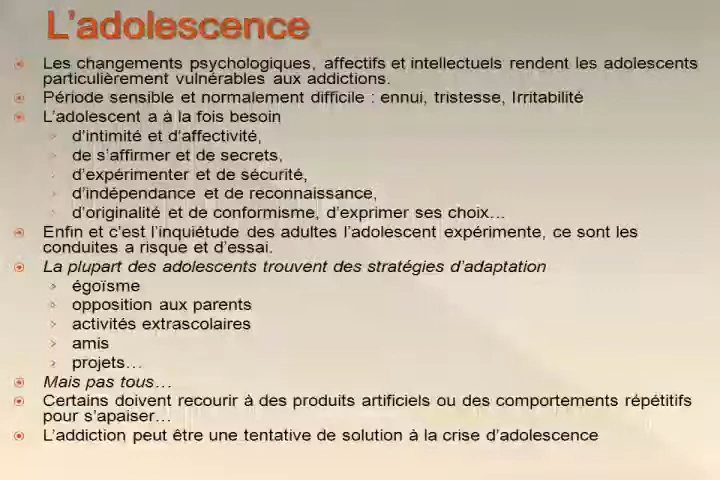 L'adolescence
Les changements psychologiques, affectifs et intellectuels rendent les adolescents
particulièrement vulnérables aux addictions.
Période sensible et normalement difficile : ennui, tristesse, Irritabilité
L'adolescent a à la fois besoin
d'intimité et d'affectivité,
de s'affirmer et de secrets,
d'expérimenter et de sécurité,
d'indépendance et de reconnaissance,
d'originalité et de conformisme, d'exprimer ses choix…
Enfin et c'est l'inquiétude des adultes l'adolescent expérimente, ce sont les
conduites a risque et d'essai.
La plupart des adolescents trouvent des stratégies d'adaptation
égoïsme
opposition aux parents
activités extrascolaires
amis
projets…
Mais pas tous…
Certains doivent recourir à des produits artificiels ou des comportements répétitifs
pour s'apaiser…
L'addiction peut être une tentative de solution à la crise d'adolescence